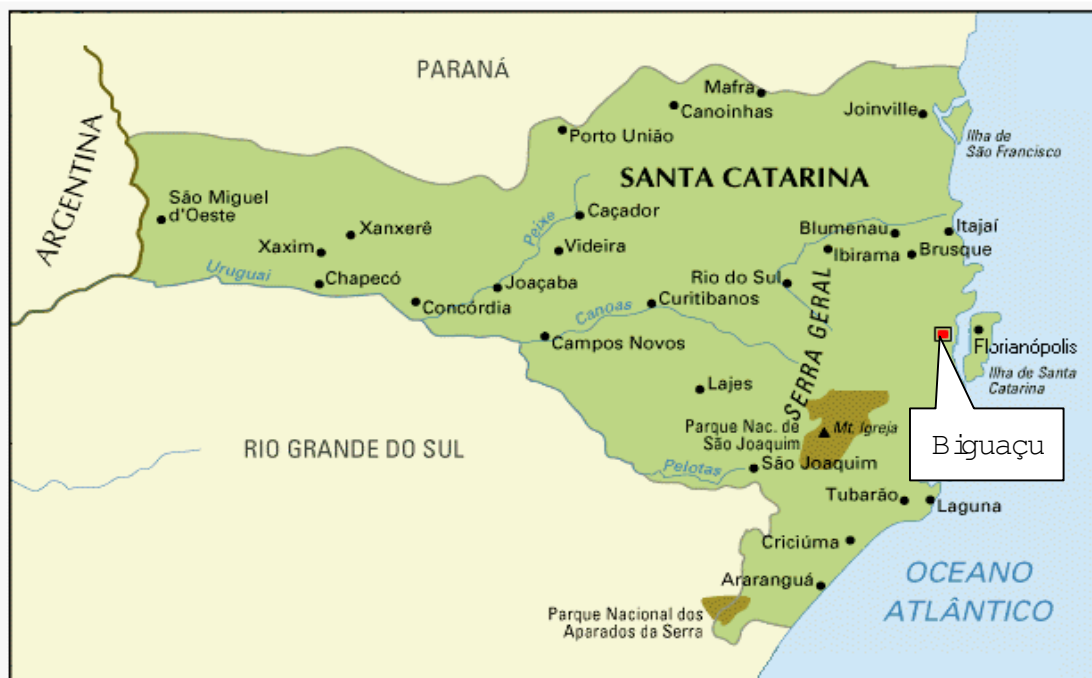 PARANÁ
Mafra
Canoinhas
Joinville
Porto União
Ilha de
São Francisco
ARGENTINA
SANTA CATARINA
São Miguel
d'Oeste
Peixe
Caçador
Xanxerê
Xaxim
Videira
Blumenau
Itajaí
Ibirama
Brusque
Uruguai
Chapecó
Joaçaba
Rio do Sul
Concórdia
Canoas
Curitibanos
SERRA GERAL
Campos Novos
Florianópolis
Ilha de Santa
Catarina
Lajes
Parque Nac. de
São Joaquim
Mt. Igreja
Biguaçu
RIO GRANDE DO SUL
Pelotas
São Joaquim
Tubarão
Laguna
Criciúma
Araranguá
OCEANO
ATLÂNTICO
Parque Nacional dos
Aparados da Serra